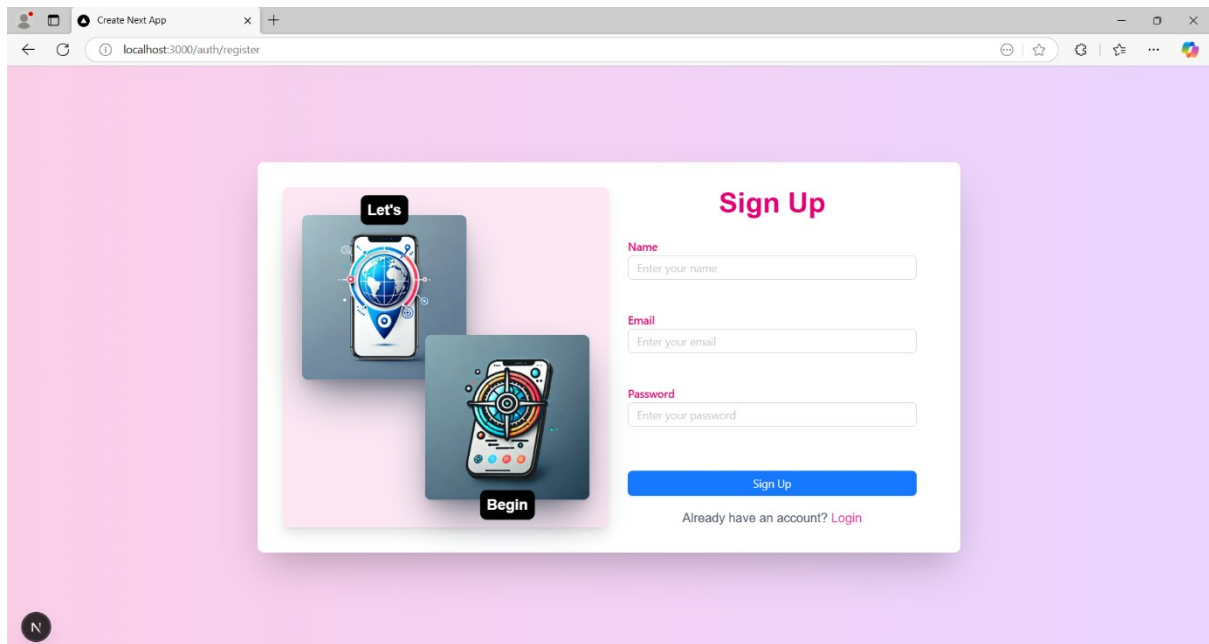 Create Next App
localhost:3000/auth/register
Let's
Begin
Sign Up
Name
Enter your name
Email
Enter your email
Password
Enter your password
Sign Up
Already have an account? Login
N